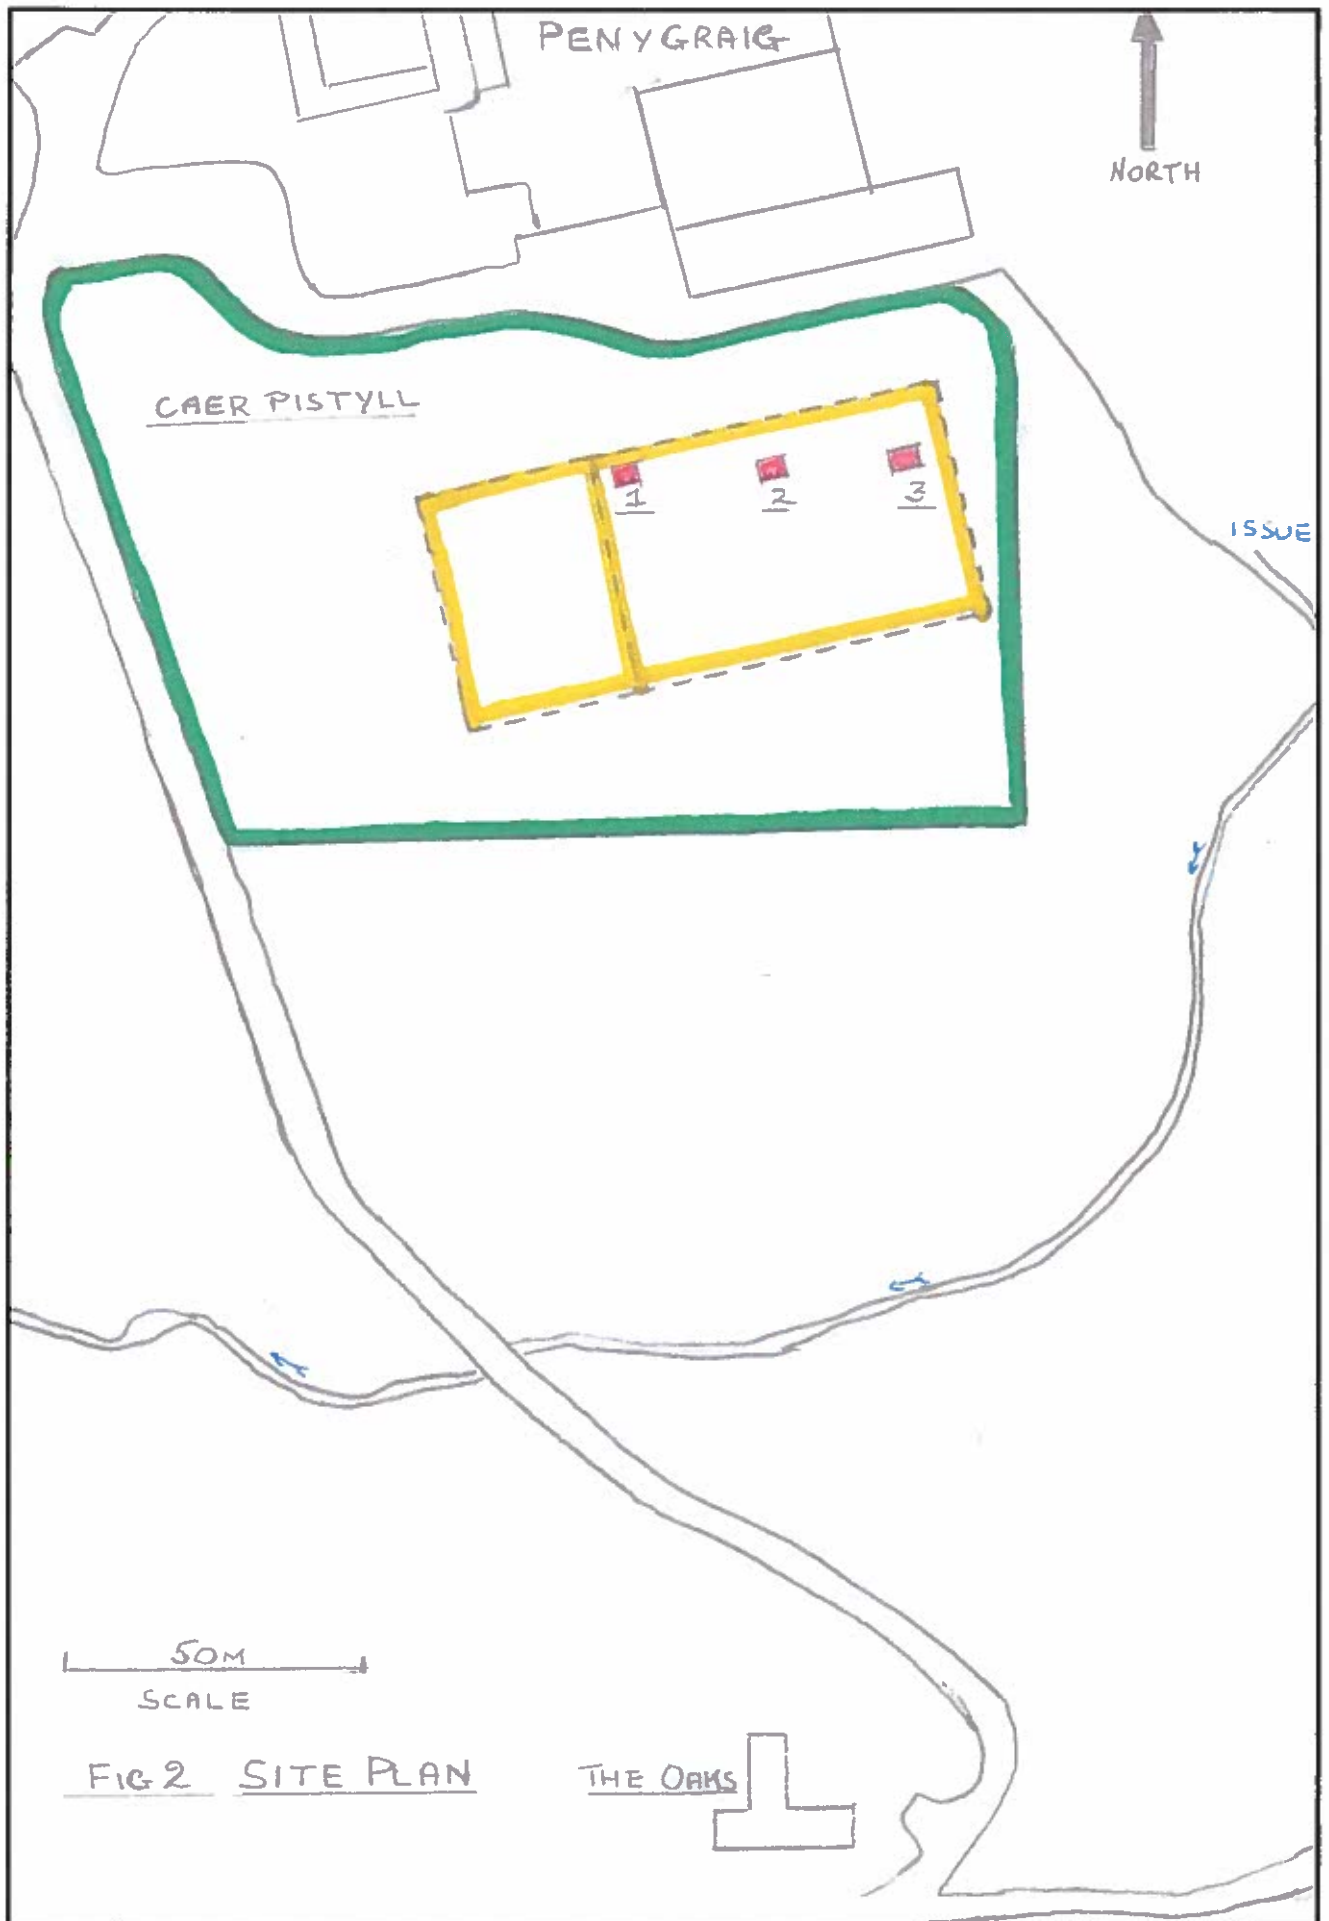 PENYGRAIG
NORTH
CAER PISTYLL
1
2
3
ISSUE
50M
SCALE
FIG 2 SITE PLAN
THE OAKS